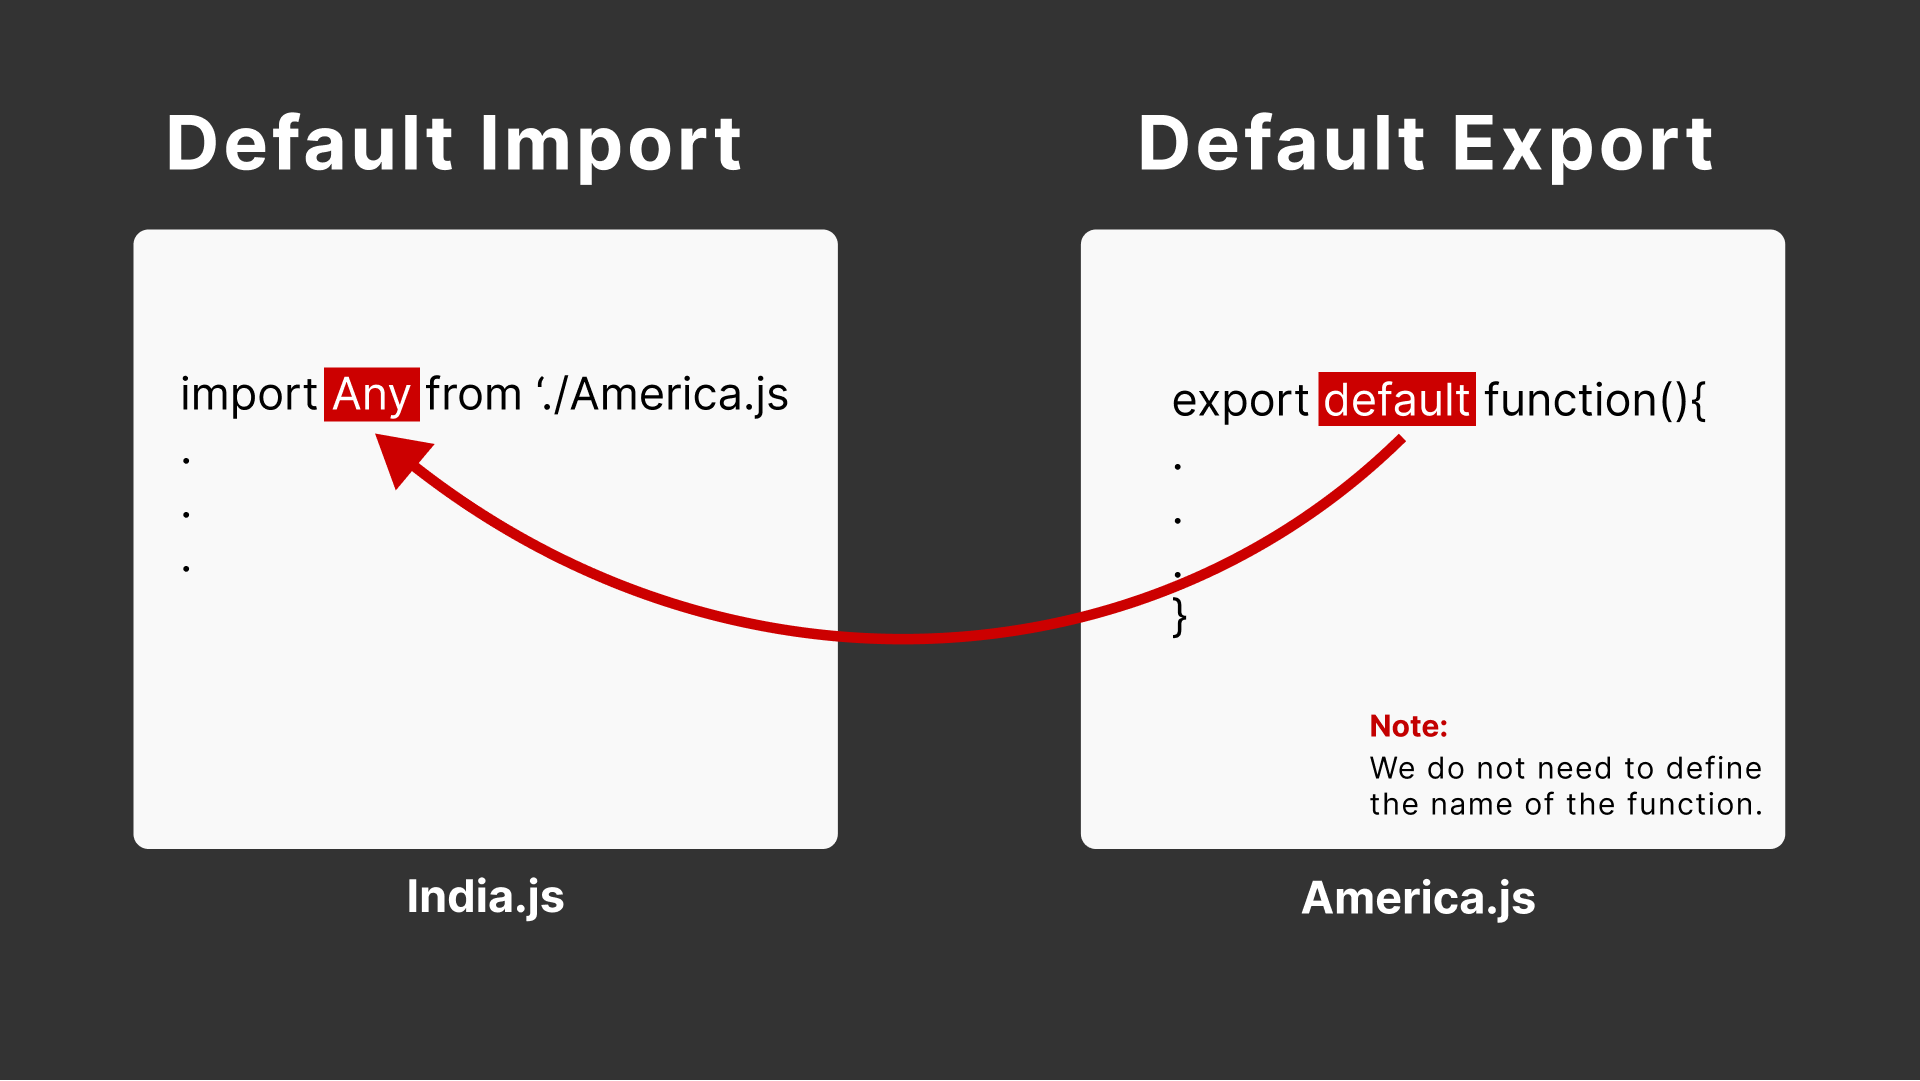 Default Import
Default Export
import Any from ‘./America.js
.
.
.
export default function(){
.
.
.
}
Note:
We do not need to define
the name of the function.
India.js
America.js